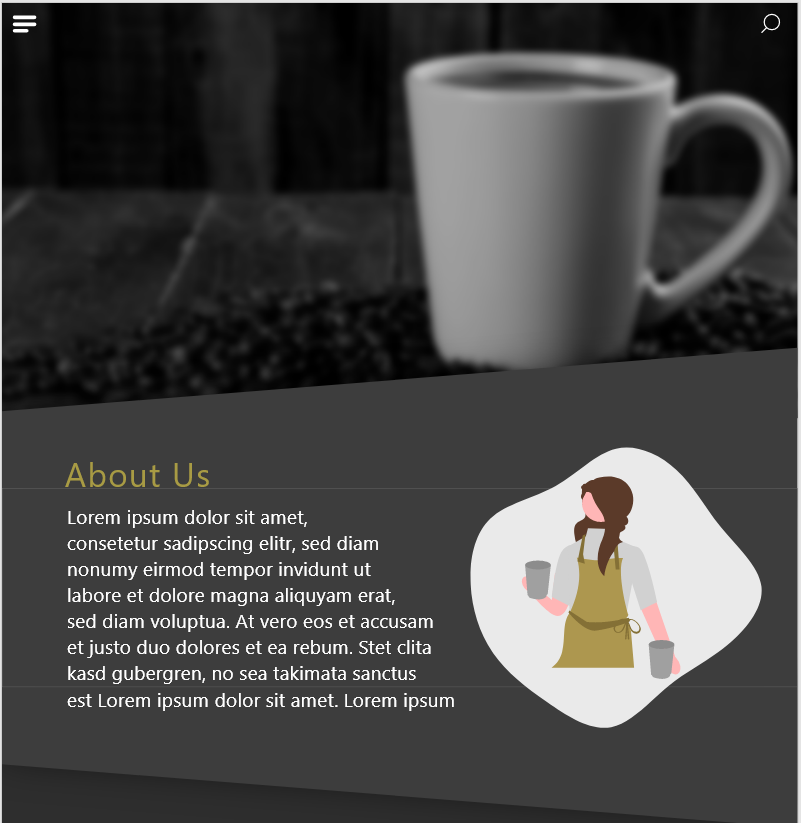 About Us
Lorem ipsum dolor sit amet,
consetetur sadipscing elitr, sed diam
nonumy eirmod tempor invidunt ut
labore et dolore magna aliquyam erat,
sed diam voluptua. At vero eos et accusam
et justo duo dolores et ea rebum. Stet clita
kasd gubergren, no sea takimata sanctus
est Lorem ipsum dolor sit amet. Lorem ipsum